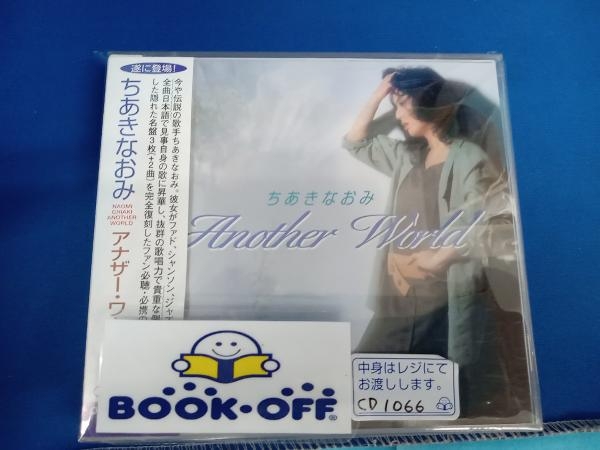 遂に登場!
ちあきなおみ
NAOMI
CHIAKI
ANOTHER
WORLD
アナザー・ワ
今や伝説の歌手ちあきなおみ。彼女がファド、シャンソン、ジャズ
全曲日本語で見事自身の歌に昇華し、抜群の歌唱力で貴重な側
した隠れた名盤3枚(+2曲)を完全復刻したファン必聴・必携の
ちあきなおみ
Another World
BOOK・OFF®
中身はレジにて
お渡しします。
CD1066